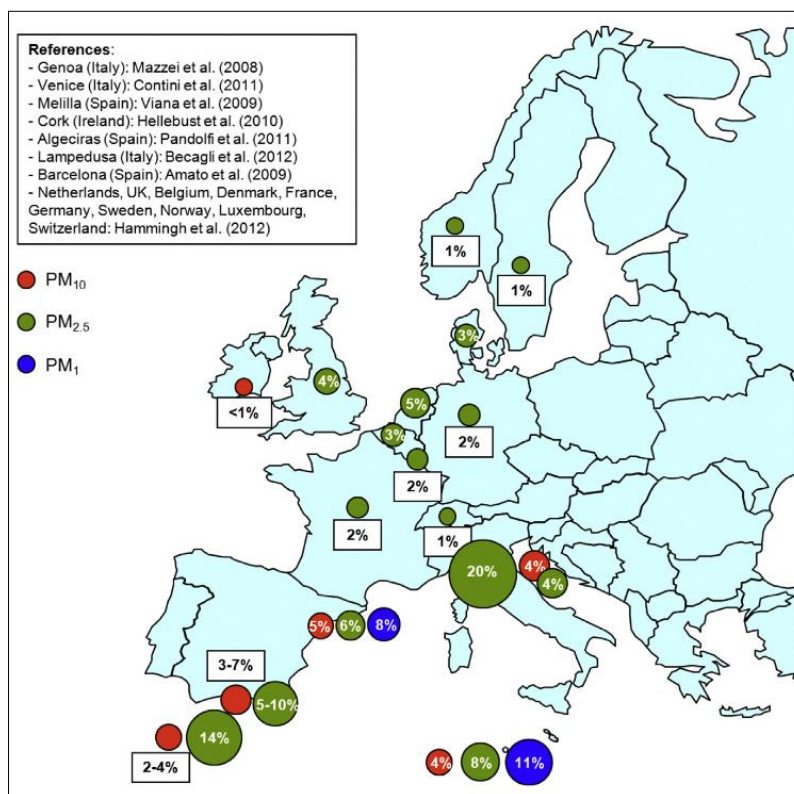 References:
- Genoa (Italy): Mazzei et al. (2008)
- Venice (Italy): Contini et al. (2011)
- Melilla (Spain): Viana et al. (2009)
- Cork (Ireland): Hellebust et al. (2010)
- Algeciras (Spain): Pandolfi et al. (2011)
- Lampedusa (Italy): Becagli et al. (2012)
- Barcelona (Spain): Amato et al. (2009)
- Netherlands, UK, Belgium, Denmark, France,
Germany, Sweden, Norway, Luxembourg,
Switzerland: Hammingh et al. (2012)
PM10
PM2.5
PM1
1%
1%
3%
4%
<1%
5%
3%
2%
2%
2%
1%
20%
4%
4%
5% 6% 8%
3-7%
5-10%
14%
2-4%
4% 8% 11%